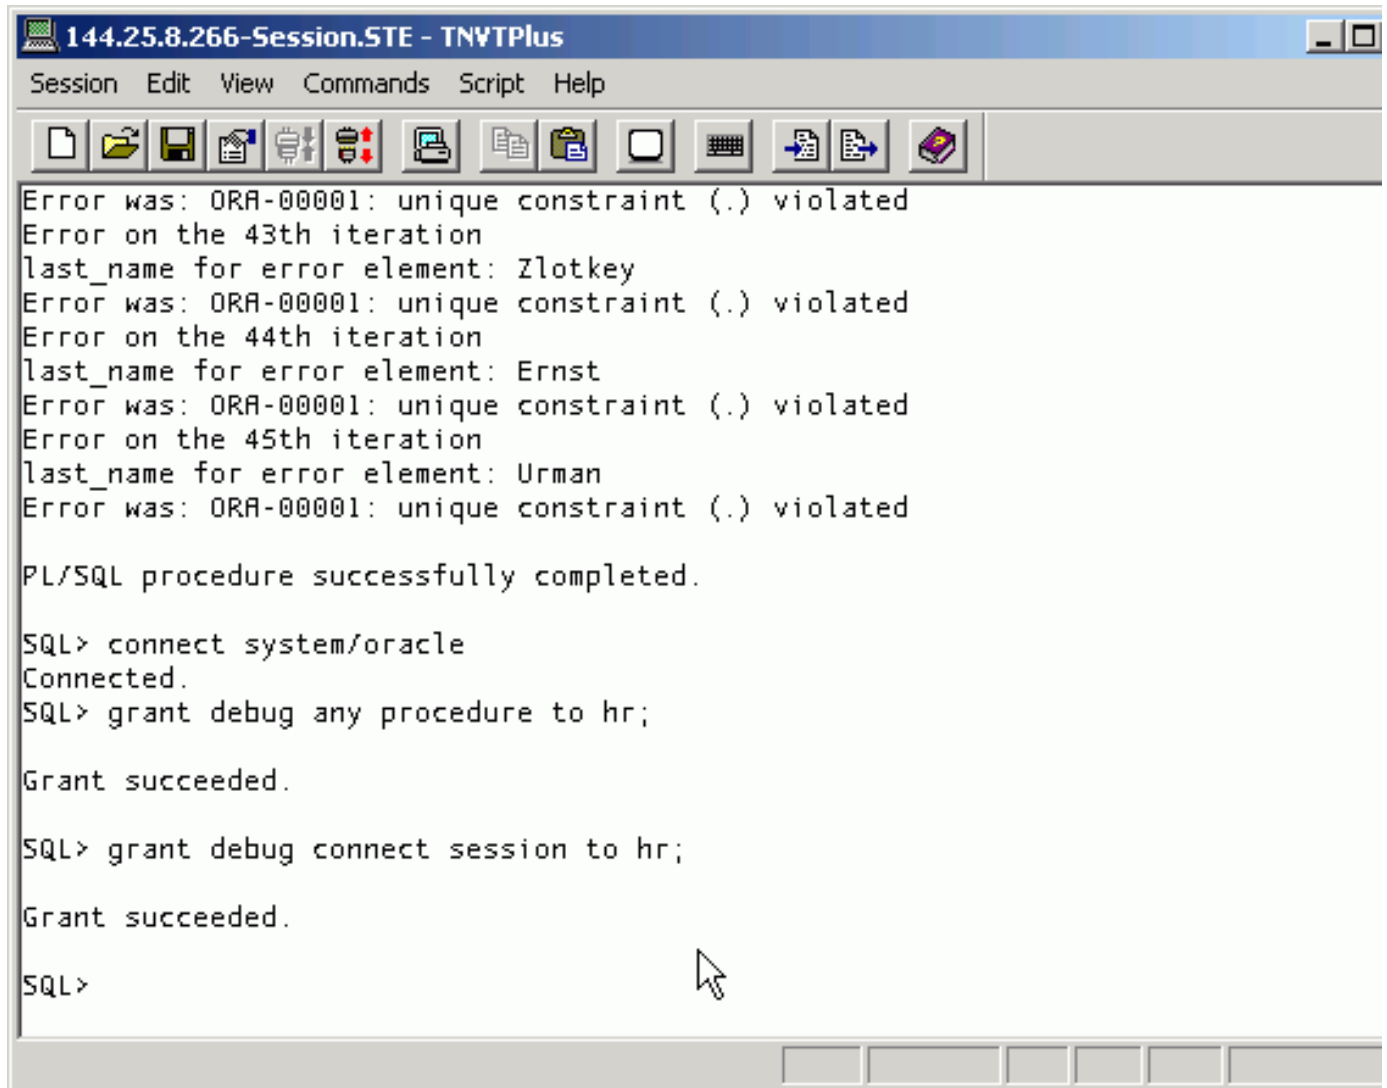 144.25.8.266-Session.STE - TNVTPlus
Session Edit View Commands Script Help
Error was: ORA-00001: unique constraint (.) violated
Error on the 43th iteration
last_name for error element: Zlotkey
Error was: ORA-00001: unique constraint (.) violated
Error on the 44th iteration
last_name for error element: Ernst
Error was: ORA-00001: unique constraint (.) violated
Error on the 45th iteration
last_name for error element: Urman
Error was: ORA-00001: unique constraint (.) violated
PL/SQL procedure successfully completed.
SQL> connect system/oracle
Connected.
SQL> grant debug any procedure to hr;
Grant succeeded.
SQL> grant debug connect session to hr;
Grant succeeded.
SQL>